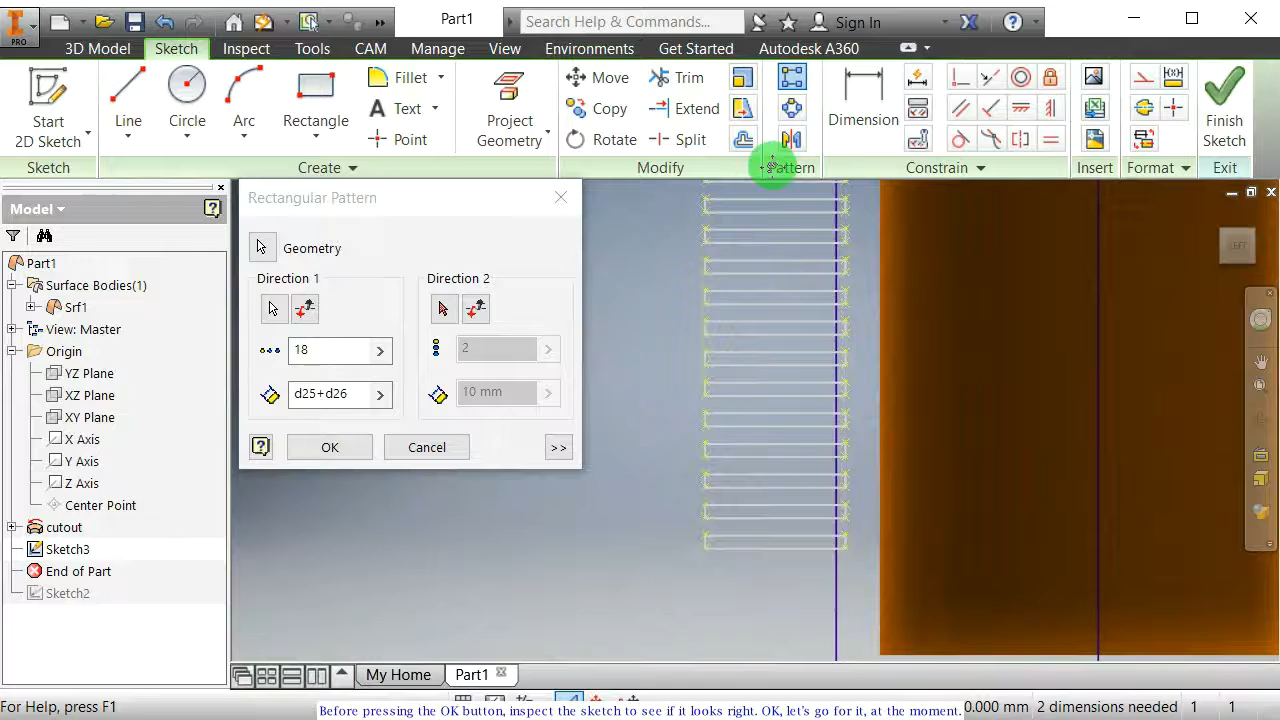 Part1
Search Help & Commands...
Sign In
PRO
3D Model
Sketch
Inspect
Tools
CAM
Manage
View
Environments
Get Started
Autodesk A360
Start
2D Sketch
Line
Circle
Arc
Rectangle
Fillet
Text
Point
Project
Geometry
Move
Trim
Copy
Extend
Rotate
Split
Dimension
Finish
Sketch
Sketch
Create
Modify
Pattern
Constrain
Insert
Format
Exit
Model
Part1
Surface Bodies(1)
Srf1
View: Master
Origin
YZ Plane
XZ Plane
XY Plane
X Axis
Y Axis
Z Axis
Center Point
cutout
Sketch3
End of Part
Sketch2
Rectangular Pattern
Geometry
Direction 1
Direction 2
18
2
d25+d26
10 mm
OK
Cancel
>>
LEFT
My Home
Part1
For Help, press F1
Before pressing the OK button, inspect the sketch to see if it looks right. OK, let's go for it, at the moment.
0.000 mm
2 dimensions needed
1
1